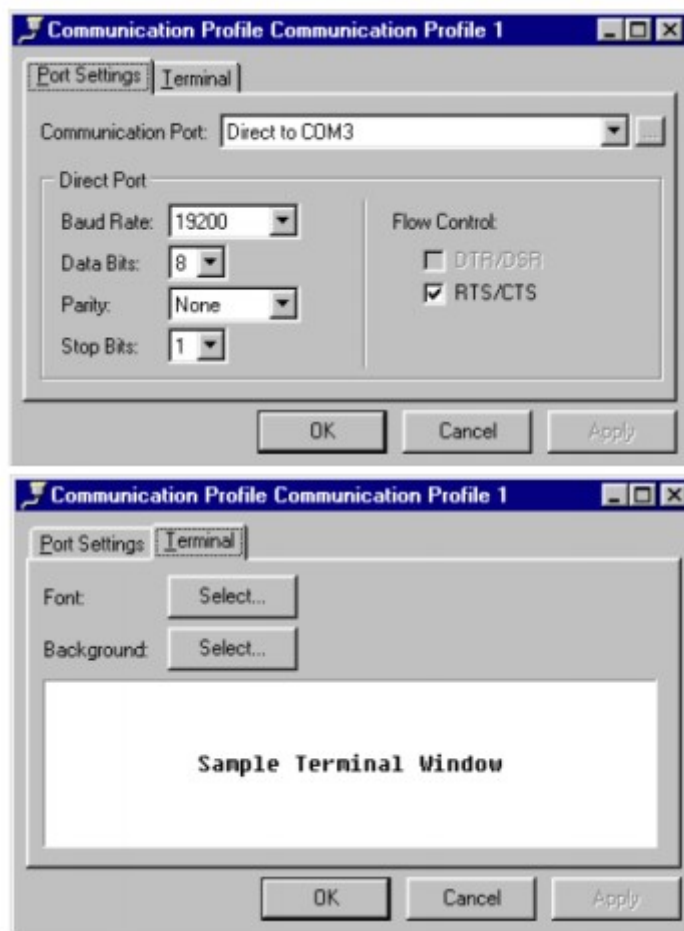 Communication Profile Communication Profile 1
Port Settings Terminal
Communication Port: Direct to COM3 ...
Direct Port
Baud Rate: 19200 Flow Control:
Data Bits: 8 DTR/DSR
Parity: None RTS/CTS
Stop Bits: 1
OK Cancel Apply
Communication Profile Communication Profile 1
Port Settings Terminal
Font: Select...
Background: Select...
Sample Terminal Window
OK Cancel Apply